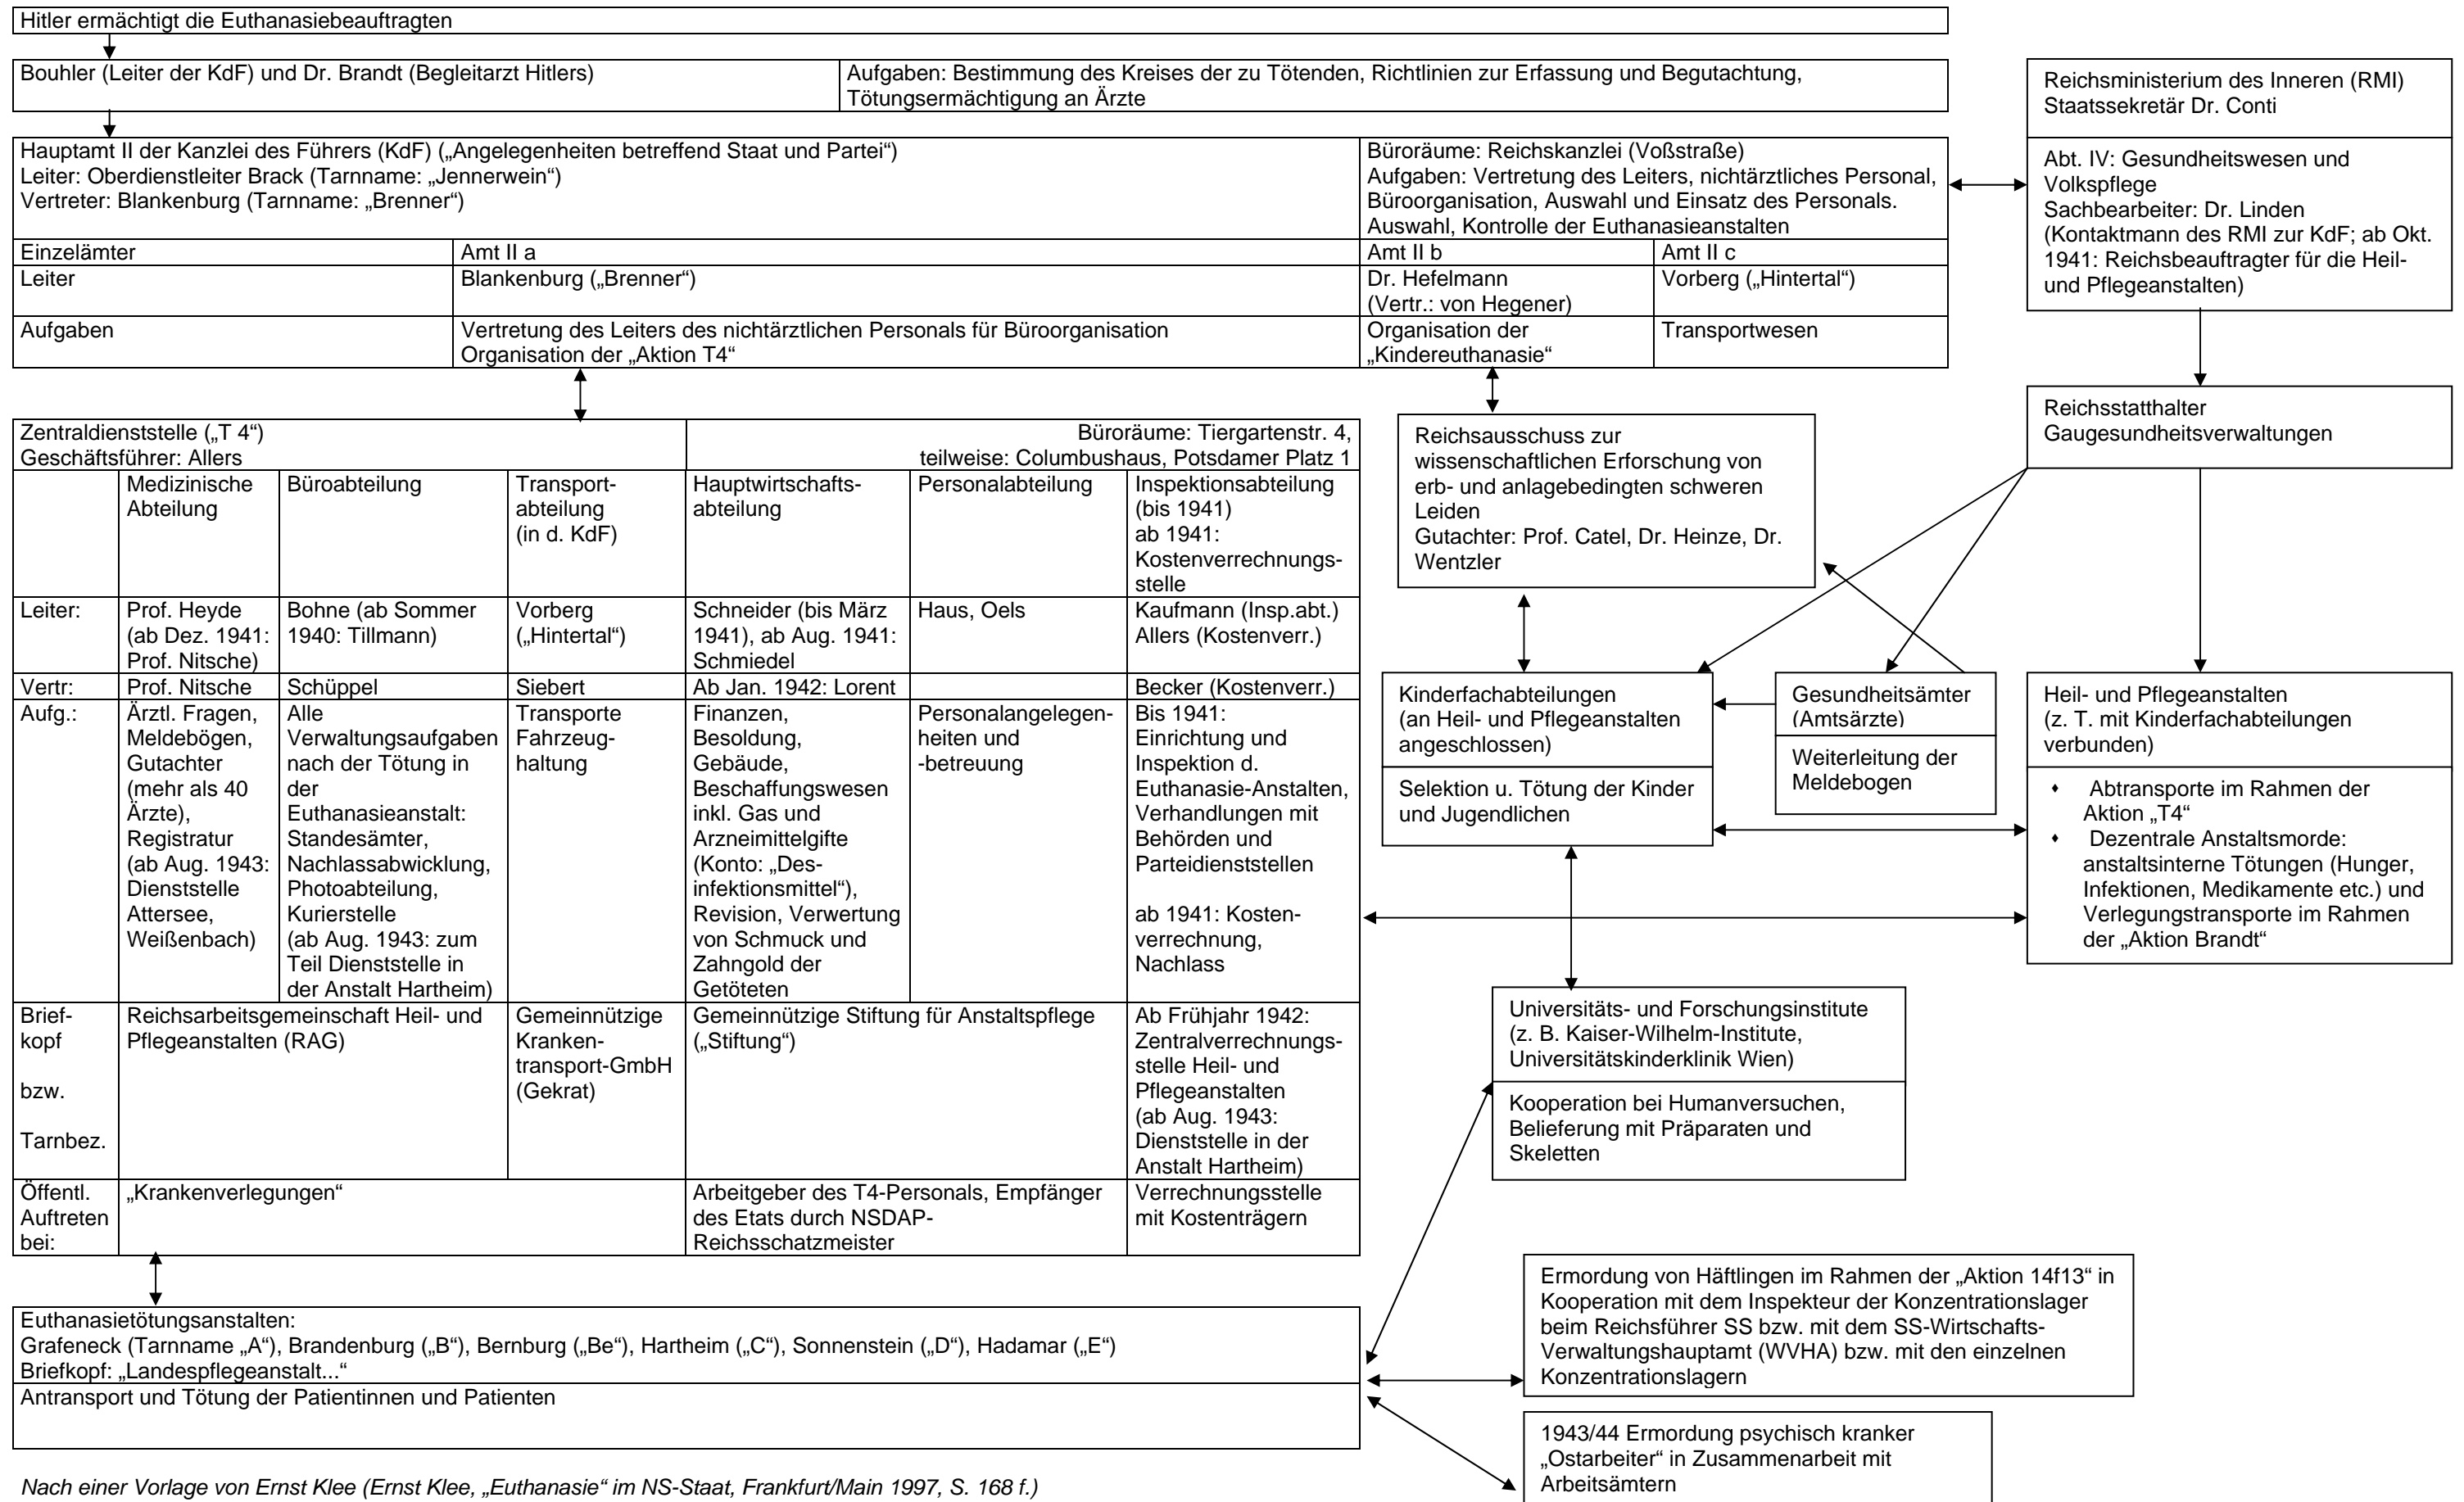 Hitler ermächtigt die Euthanasiebeauftragten
Bouhler (Leiter der KdF) und Dr. Brandt (Begleitarzt Hitlers)
Aufgaben: Bestimmung des Kreises der zu Tötenden, Richtlinien zur Erfassung und Begutachtung,
Tötungsermächtigung an Ärzte
Reichsministerium des Inneren (RMI)
Staatssekretär Dr. Conti
Abt. IV: Gesundheitswesen und
Volkspflege
Sachbearbeiter: Dr. Linden
(Kontaktmann des RMI zur KdF; ab Okt.
1941: Reichsbeauftragter für die Heil-
und Pflegeanstalten)
Hauptamt II der Kanzlei des Führers (KdF) („Angelegenheiten betreffend Staat und Partei“)
Leiter: Oberdienstleiter Brack (Tarnname: „Jennerwein“)
Vertreter: Blankenburg (Tarnname: „Brenner“)
Büroräume: Reichskanzlei (Voßstraße)
Aufgaben: Vertretung des Leiters, nichtärztliches Personal,
Büroorganisation, Auswahl und Einsatz des Personals.
Auswahl, Kontrolle der Euthanasieanstalten
Einzelämter
Amt II a
Amt II b
Amt II c
Leiter
Blankenburg („Brenner“)
Dr. Hefelmann
(Vertr.: von Hegener)
Vorberg („Hintertal“)
Aufgaben
Vertretung des Leiters des nichtärztlichen Personals für Büroorganisation
Organisation der „Aktion T4“
Organisation der
„Kindereuthanasie“
Transportwesen
Reichsstatthalter
Gaugesundheitsverwaltungen
Zentraldienststelle („T 4“)
Geschäftsführer: Allers
Büroräume: Tiergartenstr. 4,
teilweise: Columbushaus, Potsdamer Platz 1
Medizinische
Abteilung
Büroabteilung
Transport-
abteilung
(in d. KdF)
Hauptwirtschafts-
abteilung
Personalabteilung
Inspektionsabteilung
(bis 1941)
ab 1941:
Kostenverrechnungs-
stelle
Leiter:
Prof. Heyde
(ab Dez. 1941:
Prof. Nitsche)
Bohne (ab Sommer
1940: Tillmann)
Vorberg
(„Hintertal“)
Schneider (bis März
1941), ab Aug. 1941:
Schmiedel
Haus, Oels
Kaufmann (Insp.abt.)
Allers (Kostenverr.)
Vertr:
Prof. Nitsche
Schüppel
Siebert
Ab Jan. 1942: Lorent
Becker (Kostenverr.)
Aufg.:
Ärztl. Fragen,
Meldebögen,
Gutachter
(mehr als 40
Ärzte),
Registratur
(ab Aug. 1943:
Dienststelle
Attersee,
Weißenbach)
Alle
Verwaltungsaufgaben
nach der Tötung in
der
Euthanasieanstalt:
Standesämter,
Nachlassabwicklung,
Photoabteilung,
Kurierstelle
(ab Aug. 1943: zum
Teil Dienststelle in
der Anstalt Hartheim)
Transporte
Fahrzeug-
haltung
Finanzen,
Besoldung,
Gebäude,
Beschaffungswesen
inkl. Gas und
Arzneimittelgifte
(Konto: „Des-
infektionsmittel“),
Revision, Verwertung
von Schmuck und
Zahngold der
Getöteten
Personalangelegen-
heiten und
-betreuung
Bis 1941:
Einrichtung und
Inspektion d.
Euthanasie-Anstalten,
Verhandlungen mit
Behörden und
Parteidienststellen
ab 1941: Kosten-
verrechnung,
Nachlass
Brief-
kopf
bzw.
Tarnbez.
Reichsarbeitsgemeinschaft Heil- und
Pflegeanstalten (RAG)
Gemeinnützige
Kranken-
transport-GmbH
(Gekrat)
Gemeinnützige Stiftung für Anstaltspflege
(„Stiftung“)
Ab Frühjahr 1942:
Zentralverrechnungs-
stelle Heil- und
Pflegeanstalten
(ab Aug. 1943:
Dienststelle in der
Anstalt Hartheim)
Öffentl.
Auftreten
bei:
„Krankenverlegungen“
Arbeitgeber des T4-Personals, Empfänger
des Etats durch NSDAP-
Reichsschatzmeister
Verrechnungsstelle
mit Kostenträgern
Reichsausschuss zur
wissenschaftlichen Erforschung von
erb- und anlagebedingten schweren
Leiden
Gutachter: Prof. Catel, Dr. Heinze, Dr.
Wentzler
Kinderfachabteilungen
(an Heil- und Pflegeanstalten
angeschlossen)
Selektion u. Tötung der Kinder
und Jugendlichen
Gesundheitsämter
(Amtsärzte)
Weiterleitung der
Meldebogen
Heil- und Pflegeanstalten
(z. T. mit Kinderfachabteilungen
verbunden)
♦ Abtransporte im Rahmen der
Aktion „T4“
♦ Dezentrale Anstaltsmorde:
anstaltsinterne Tötungen (Hunger,
Infektionen, Medikamente etc.) und
Verlegungstransporte im Rahmen
der „Aktion Brandt“
Universitäts- und Forschungsinstitute
(z. B. Kaiser-Wilhelm-Institute,
Universitätskinderklinik Wien)
Kooperation bei Humanversuchen,
Belieferung mit Präparaten und
Skeletten
Euthanasietötungsanstalten:
Grafeneck (Tarnname „A“), Brandenburg („B“), Bernburg („Be“), Hartheim („C“), Sonnenstein („D“), Hadamar („E“)
Briefkopf: „Landespflegeanstalt...“
Antransport und Tötung der Patientinnen und Patienten
Ermordung von Häftlingen im Rahmen der „Aktion 14f13“ in
Kooperation mit dem Inspekteur der Konzentrationslager
beim Reichsführer SS bzw. mit dem SS-Wirtschafts-
Verwaltungshauptamt (WVHA) bzw. mit den einzelnen
Konzentrationslagern
1943/44 Ermordung psychisch kranker
„Ostarbeiter“ in Zusammenarbeit mit
Arbeitsämtern
Nach einer Vorlage von Ernst Klee (Ernst Klee, „Euthanasie“ im NS-Staat, Frankfurt/Main 1997, S. 168 f.)